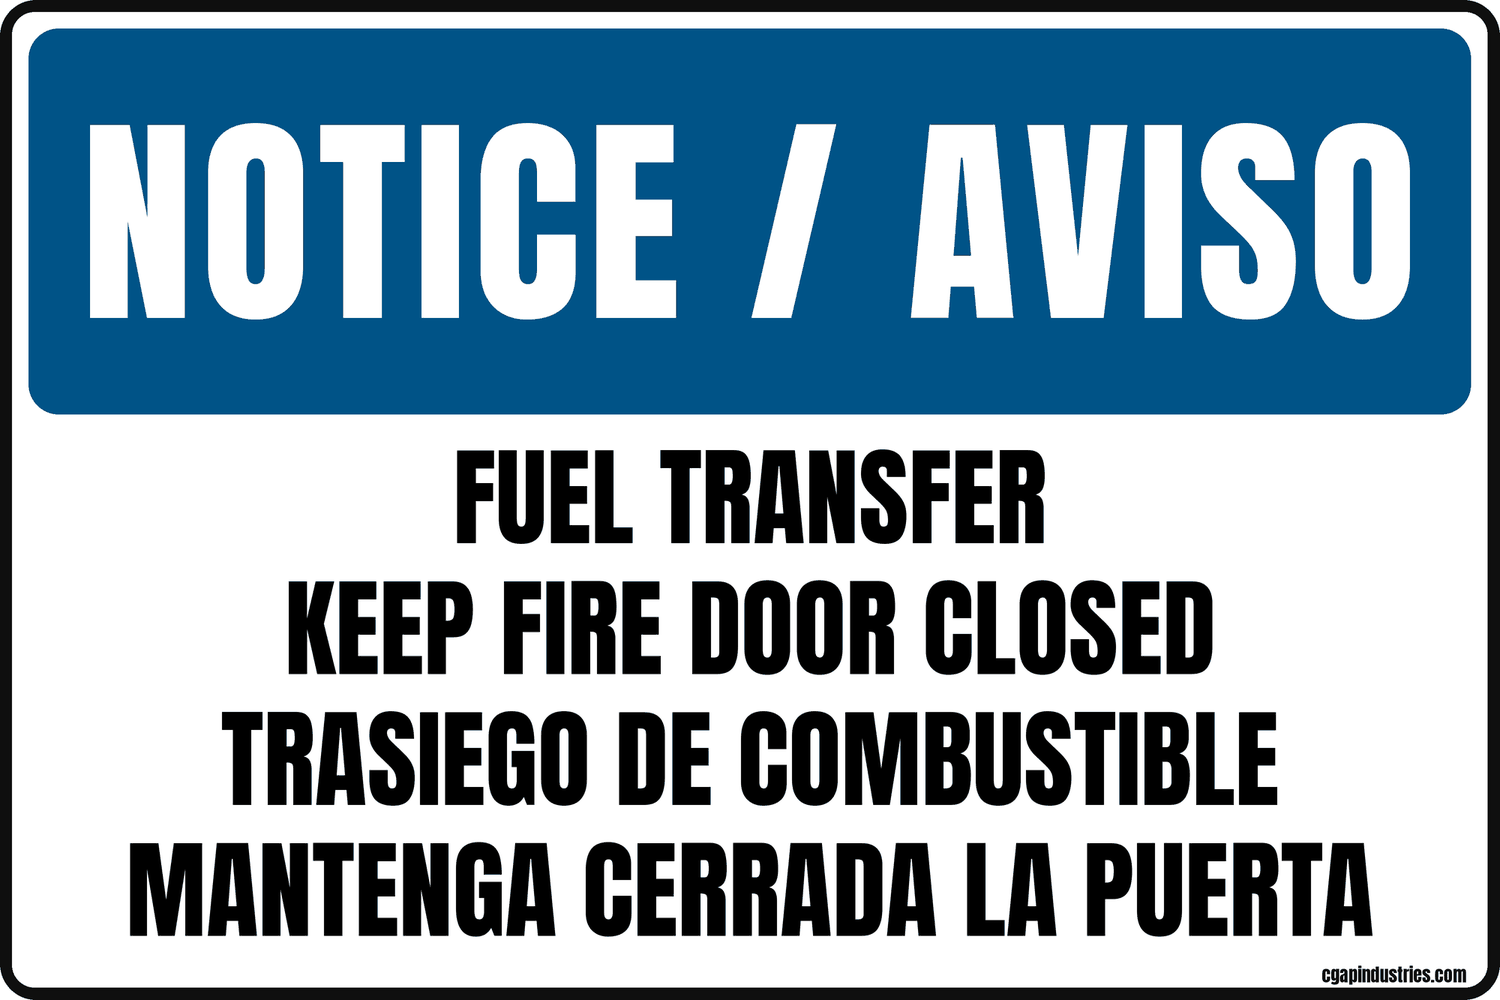 NOTICE / AVISO
FUEL TRANSFER
KEEP FIRE DOOR CLOSED
TRASIEGO DE COMBUSTIBLE
MANTENGA CERRADA LA PUERTA
cgapindustries.com